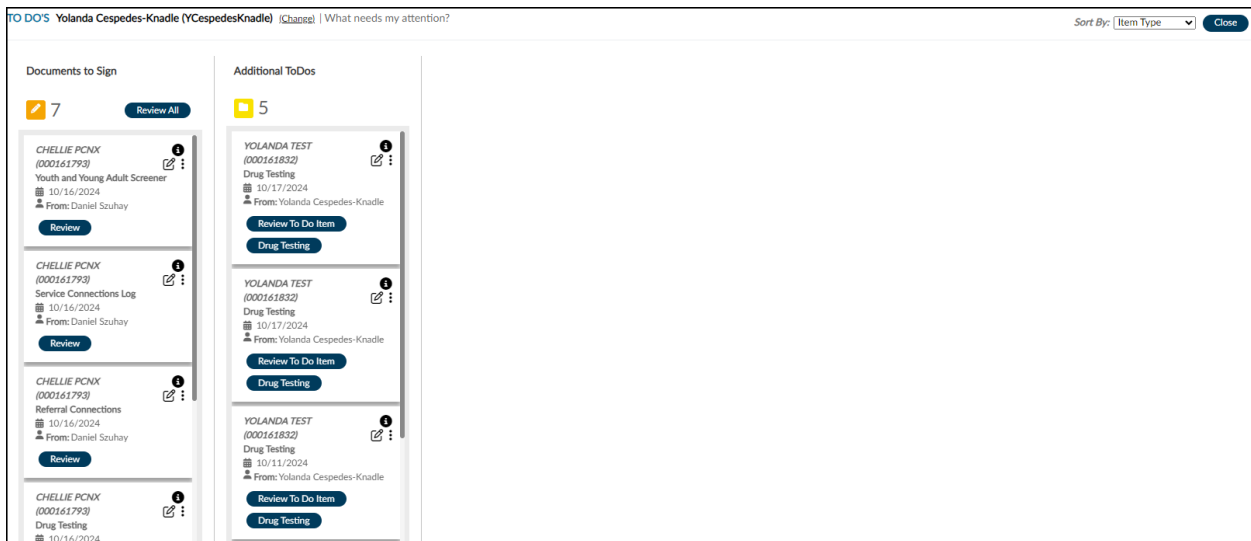 TO DO'S Yolanda Cespedes-Knadle (YCespedesKnadle) (Change) | What needs my attention?
Sort By: Item Type Close
Documents to Sign
7 Review All
CHELLIE PCNX
(000161793)
Youth and Young Adult Screener
10/16/2024
From: Daniel Szuhay
Review
CHELLIE PCNX
(000161793)
Service Connections Log
10/16/2024
From: Daniel Szuhay
Review
CHELLIE PCNX
(000161793)
Referral Connections
10/16/2024
From: Daniel Szuhay
Review
CHELLIE PCNX
(000161793)
Drug Testing
10/16/2024
Additional ToDos
5
YOLANDA TEST
(000161832)
Drug Testing
10/17/2024
From: Yolanda Cespedes-Knadle
Review To Do Item
Drug Testing
YOLANDA TEST
(000161832)
Drug Testing
10/17/2024
From: Yolanda Cespedes-Knadle
Review To Do Item
Drug Testing
YOLANDA TEST
(000161832)
Drug Testing
10/11/2024
From: Yolanda Cespedes-Knadle
Review To Do Item
Drug Testing